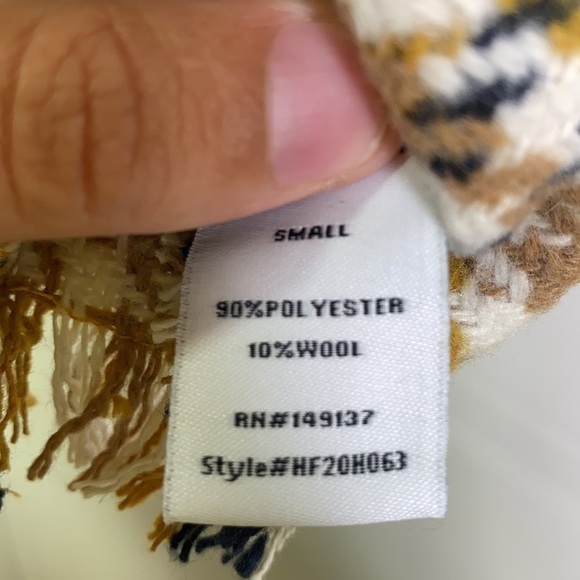 SMALL
90%POLYESTER
10%WOOL
RN#149137
Style#HF20H063